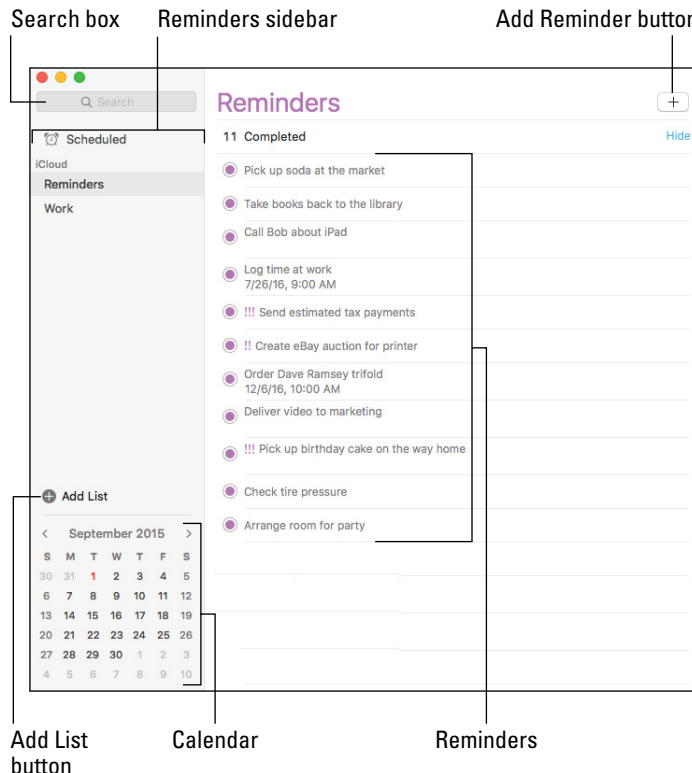 Search box
Reminders sidebar
Add Reminder button
Search
Reminders
+
Scheduled
11 Completed
Hide
iCloud
Reminders
Work
Pick up soda at the market
Take books back to the library
Call Bob about iPad
Log time at work
7/26/16, 9:00 AM
!!! Send estimated tax payments
!! Create eBay auction for printer
Order Dave Ramsey trifold
12/6/16, 10:00 AM
Deliver video to marketing
!!! Pick up birthday cake on the way home
Check tire pressure
Arrange room for party
Add List
< September 2015 >
S M T W T F S
30 31 1 2 3 4 5
6 7 8 9 10 11 12
13 14 15 16 17 18 19
20 21 22 23 24 25 26
27 28 29 30 1 2 3
4 5 6 7 8 9 10
Add List
button
Calendar
Reminders